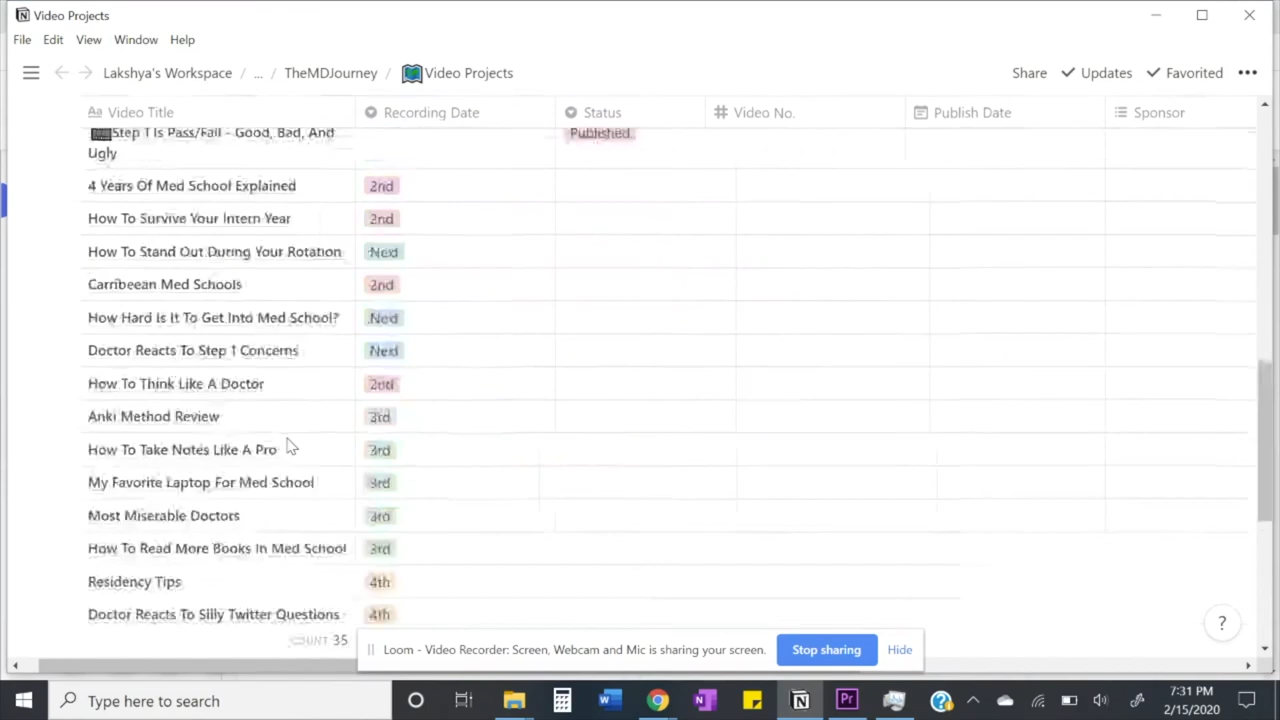 Video Projects
File Edit View Window Help
Lakshya's Workspace / ... / TheMDJourney / Video Projects
Share Updates Favorited
Aa Video Title Recording Date Status Video No. Publish Date Sponsor
Step 1 Is Pass/Fail - Good, Bad, And Published
Ugly
4 Years Of Med School Explained 2nd
How To Survive Your Intern Year 2nd
How To Stand Out During Your Rotation Next
Carribeean Med Schools 2nd
How Hard Is It To Get Into Med School? Next
Doctor Reacts To Step 1 Concerns Next
How To Think Like A Doctor 2nd
Anki Method Review 3rd
How To Take Notes Like A Pro 3rd
My Favorite Laptop For Med School 3rd
Most Miserable Doctors 3rd
How To Read More Books In Med School 3rd
Residency Tips 4th
Doctor Reacts To Silly Twitter Questions 4th
COUNT 35
?
Loom - Video Recorder: Screen, Webcam and Mic is sharing your screen. Stop sharing Hide
Type here to search
7:31 PM
2/15/2020